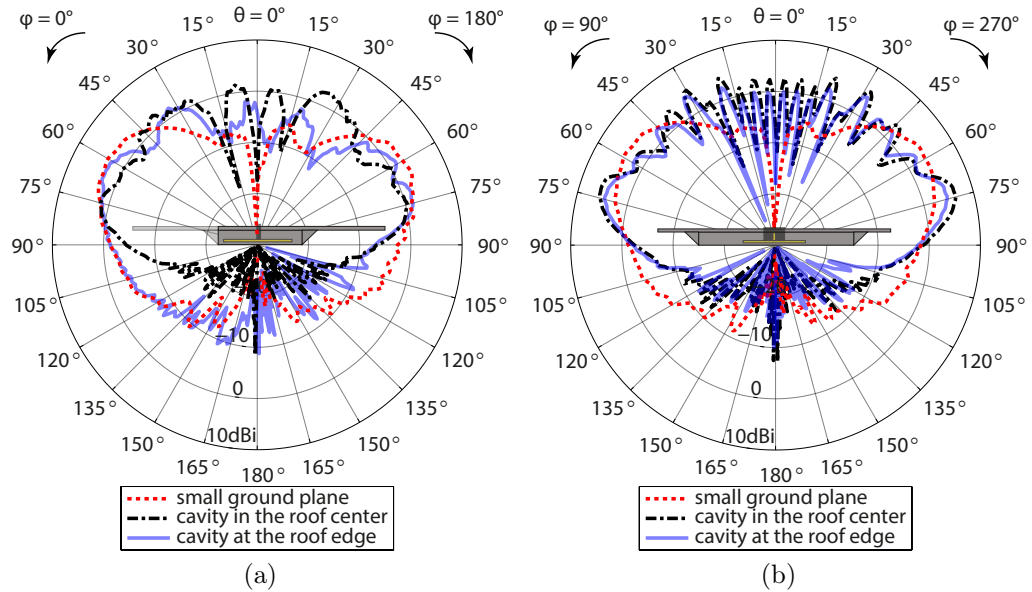 φ = 0° 15° θ = 0° 15° φ = 180°
30° 30°
45° 45°
60° 60°
75° 75°
90° 90°
105° 105°
120° 120°
135° 135°
150° 150°
165° 180° 165°
−10
0
10dBi
small ground plane
cavity in the roof center
cavity at the roof edge
(a)
φ = 90° 15° θ = 0° 15° φ = 270°
30° 30°
45° 45°
60° 60°
75° 75°
90° 90°
105° 105°
120° 120°
135° 135°
150° 150°
165° 180° 165°
−10
0
10dBi
small ground plane
cavity in the roof center
cavity at the roof edge
(b)